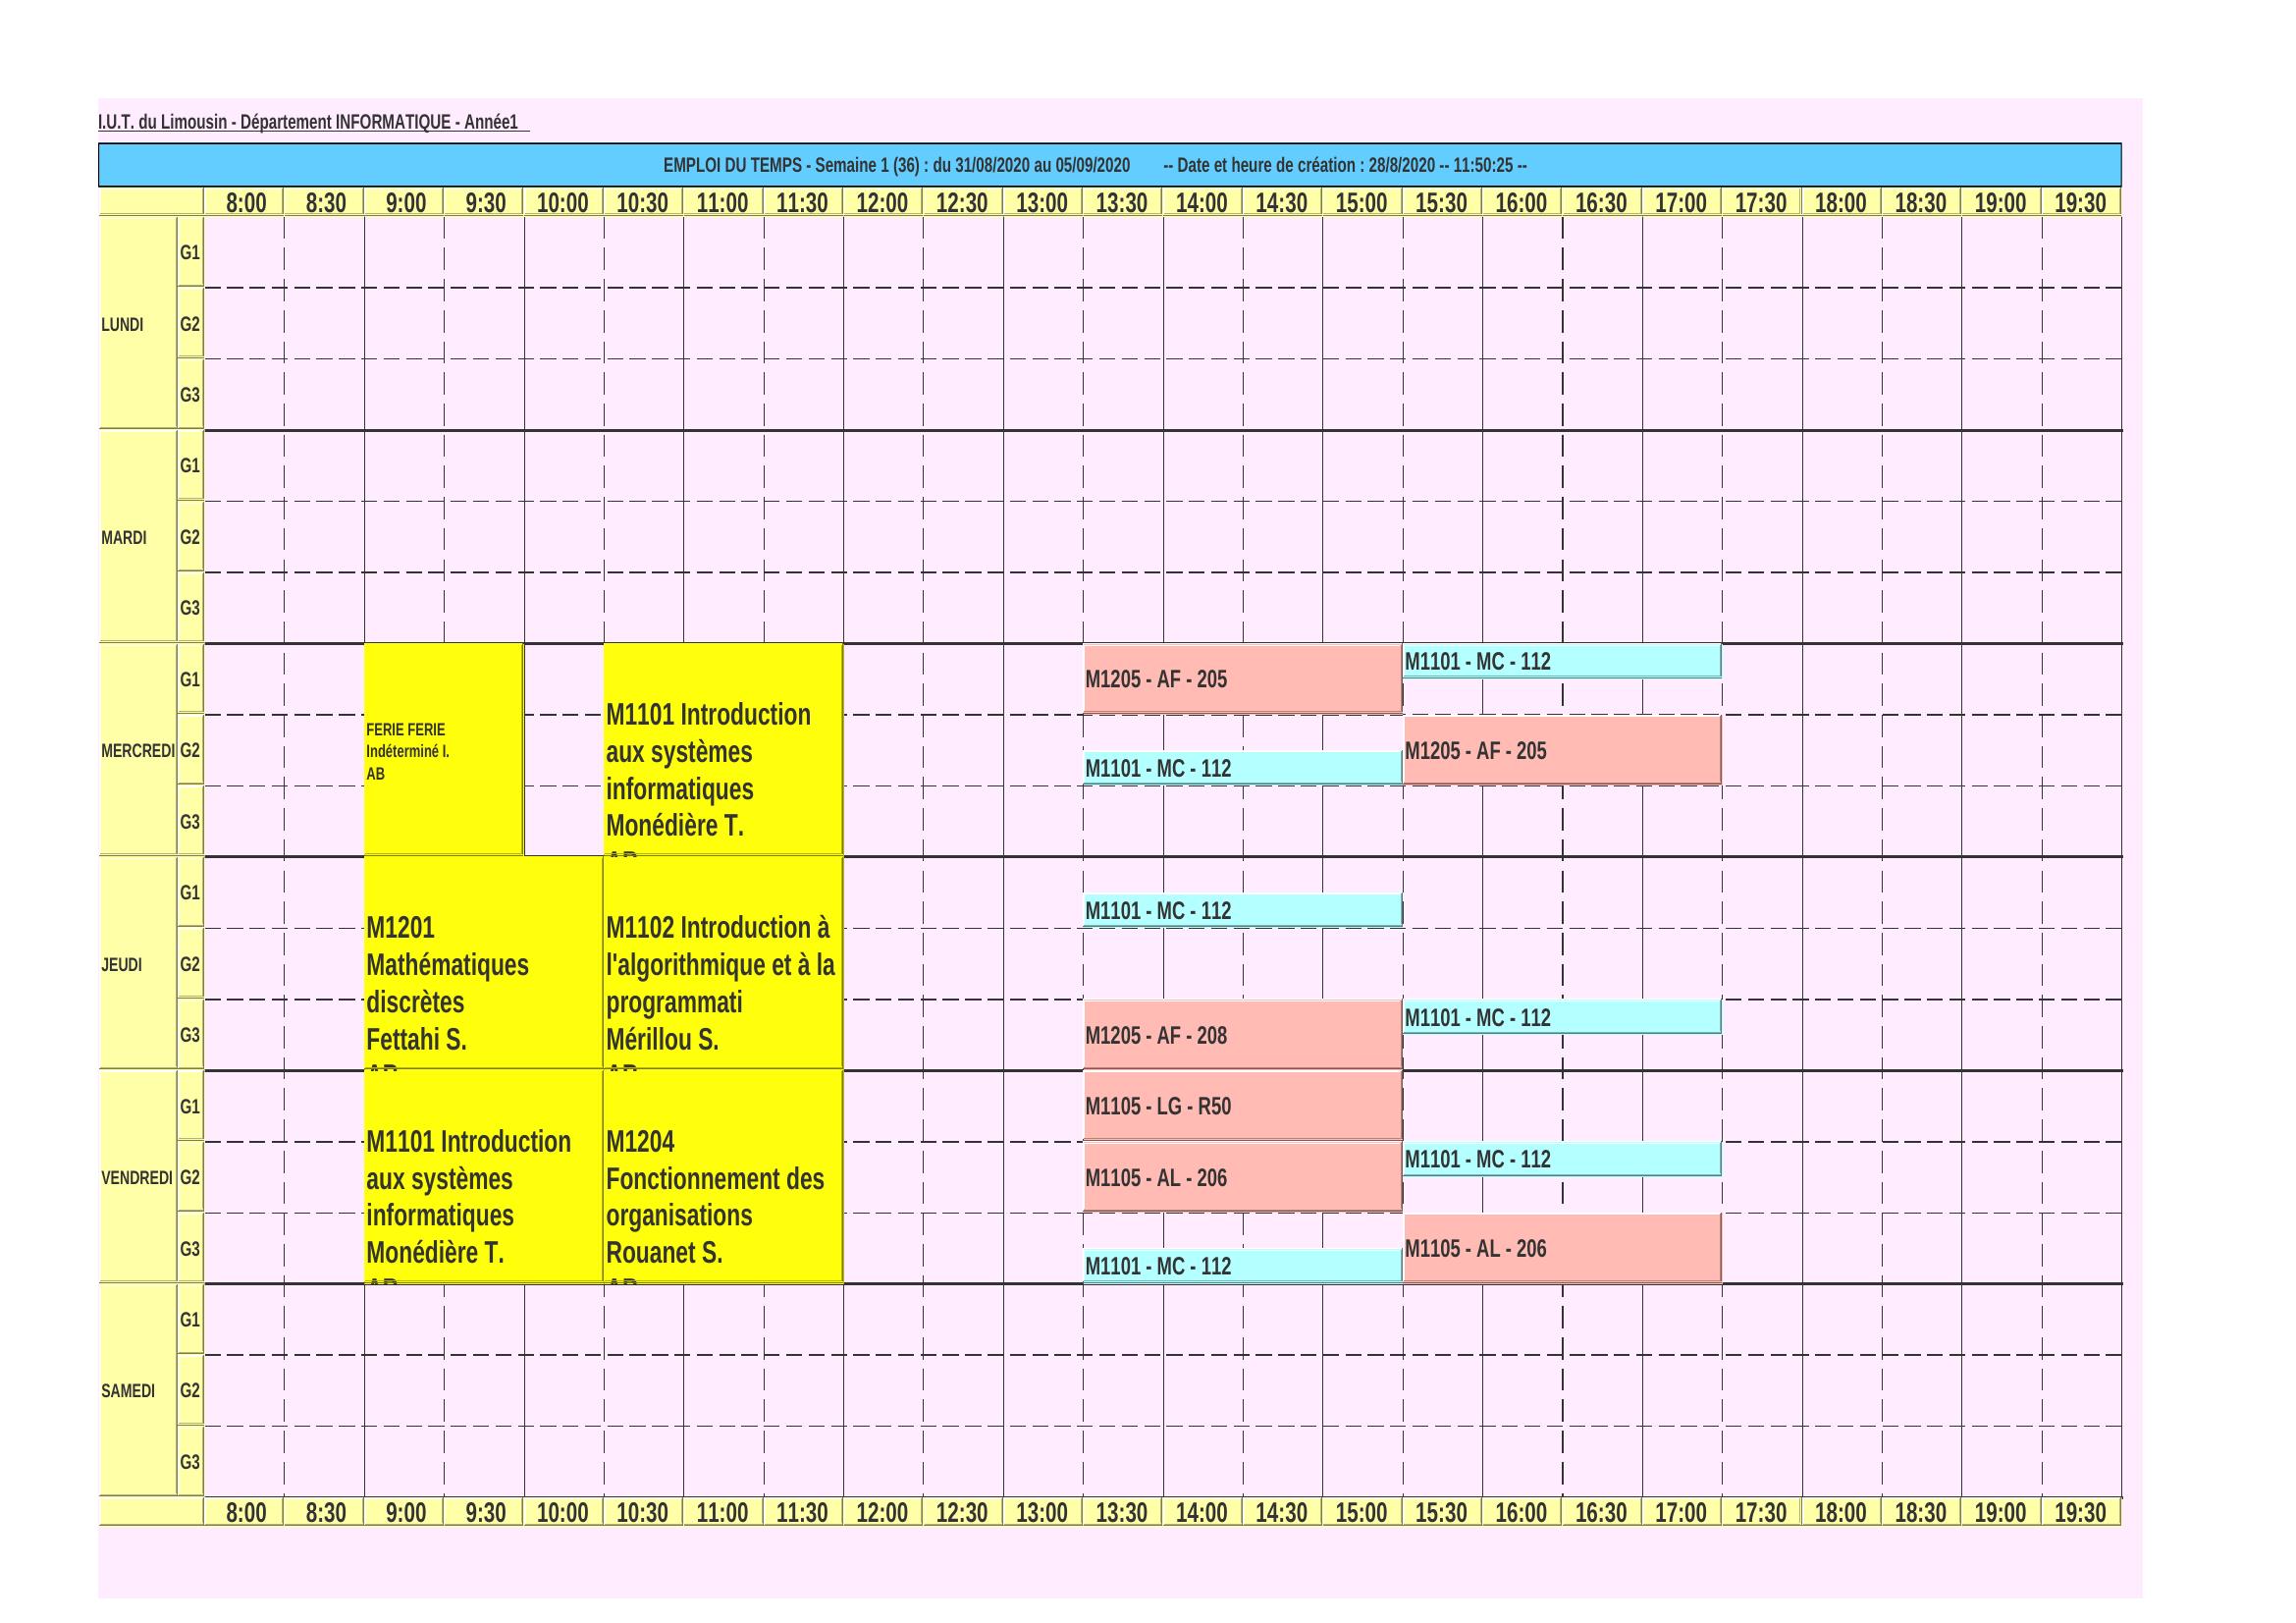 I.U.T. du Limousin - Département INFORMATIQUE - Année1
EMPLOI DU TEMPS - Semaine 1 (36) : du 31/08/2020 au 05/09/2020 -- Date et heure de création : 28/8/2020 -- 11:50:25 --
8:00 8:30 9:00 9:30 10:00 10:30 11:00 11:30 12:00 12:30 13:00 13:30 14:00 14:30 15:00 15:30 16:00 16:30 17:00 17:30 18:00 18:30 19:00 19:30
LUNDI
G1
G2
G3
MARDI
G1
G2
G3
MERCREDI
G1
G2
G3
FERIE FERIE
Indéterminé I.
AB
M1101 Introduction
aux systèmes
informatiques
Monédière T.
M1205 - AF - 205
M1101 - MC - 112
M1101 - MC - 112
M1205 - AF - 205
JEUDI
G1
G2
G3
M1201
Mathématiques
discrètes
Fettahi S.
M1102 Introduction à
l'algorithmique et à la
programmati
Mérillou S.
M1101 - MC - 112
M1205 - AF - 208
M1101 - MC - 112
VENDREDI
G1
G2
G3
M1101 Introduction
aux systèmes
informatiques
Monédière T.
M1204
Fonctionnement des
organisations
Rouanet S.
M1105 - LG - R50
M1105 - AL - 206
M1101 - MC - 112
M1101 - MC - 112
M1105 - AL - 206
SAMEDI
G1
G2
G3
8:00 8:30 9:00 9:30 10:00 10:30 11:00 11:30 12:00 12:30 13:00 13:30 14:00 14:30 15:00 15:30 16:00 16:30 17:00 17:30 18:00 18:30 19:00 19:30